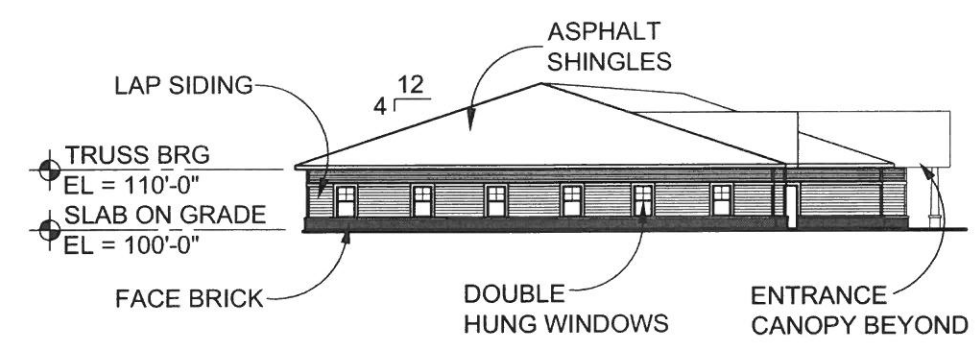 ASPHALT
SHINGLES
LAP SIDING
12
4
TRUSS BRG
EL = 110'-0"
SLAB ON GRADE
EL = 100'-0"
FACE BRICK
DOUBLE
HUNG WINDOWS
ENTRANCE
CANOPY BEYOND